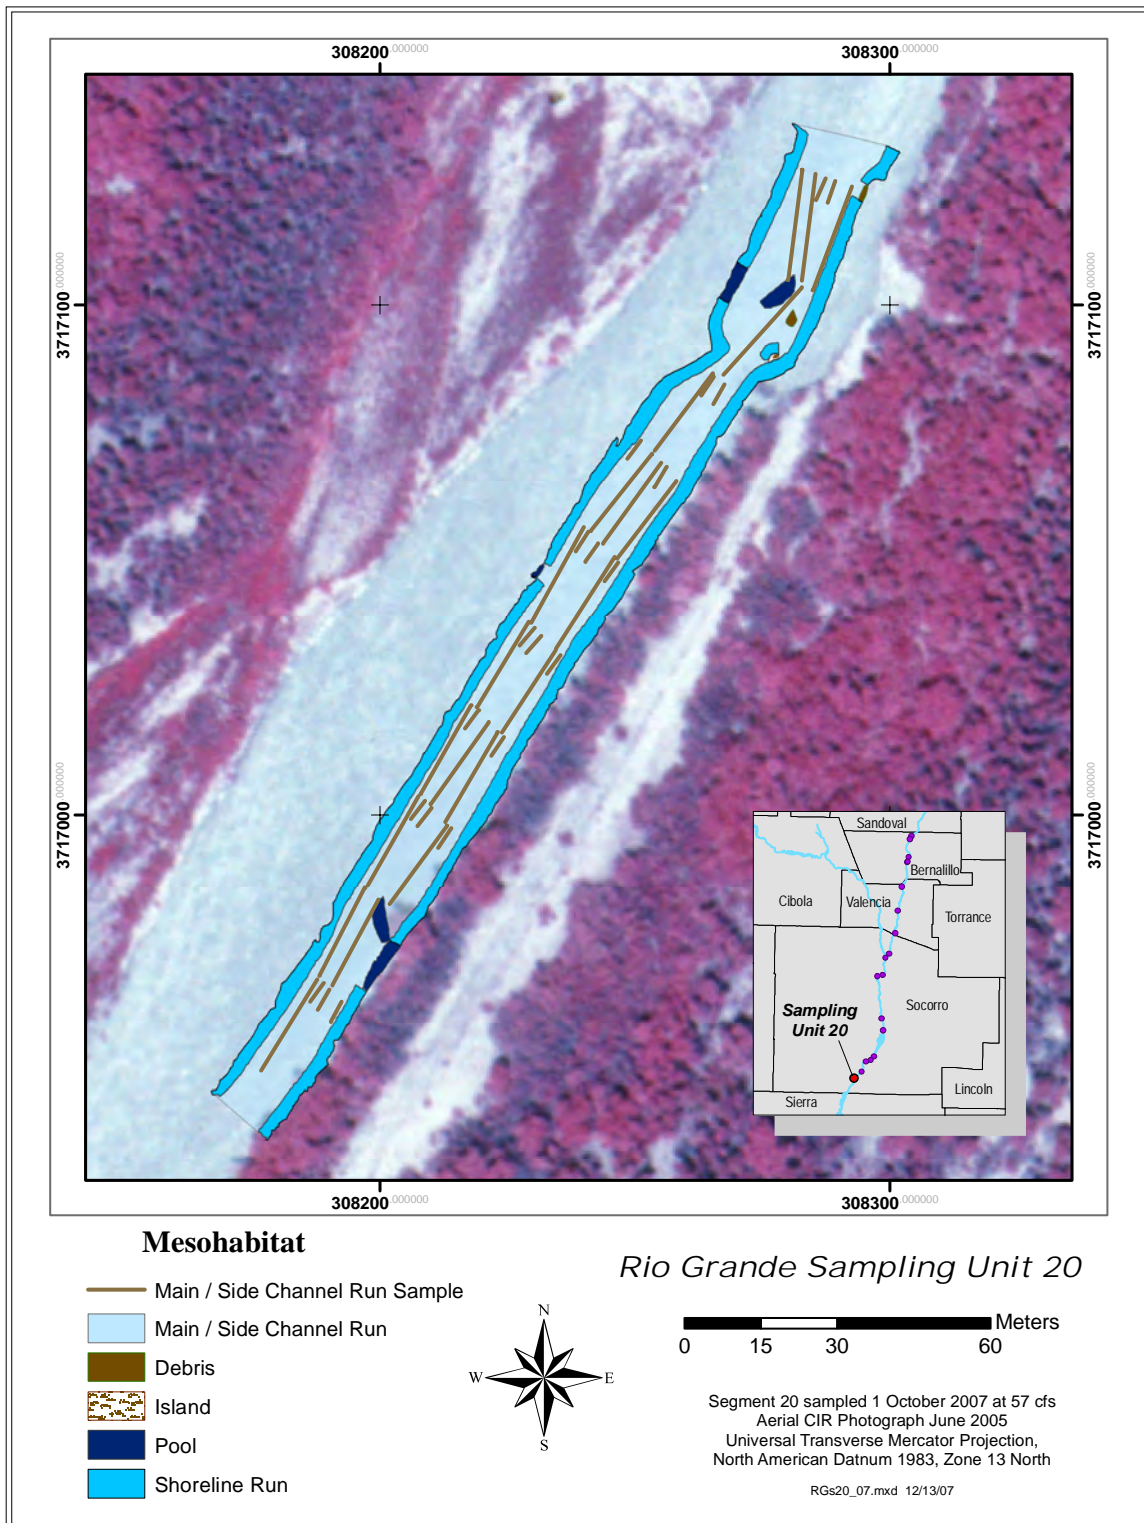 308200.000000 308300.000000
3717100.000000 3717100.000000
3717000.000000 3717000.000000
Sandoval
Bernalillo
Cibola
Valencia
Torrance
Socorro
Sampling
Unit 20
Lincoln
Sierra
308200.000000 308300.000000
Mesohabitat
Main / Side Channel Run Sample
Main / Side Channel Run
Debris
Island
Pool
Shoreline Run
N
W E
S
Rio Grande Sampling Unit 20
Meters
0 15 30 60
Segment 20 sampled 1 October 2007 at 57 cfs
Aerial CIR Photograph June 2005
Universal Transverse Mercator Projection,
North American Datnum 1983, Zone 13 North
RGs20_07.mxd 12/13/07